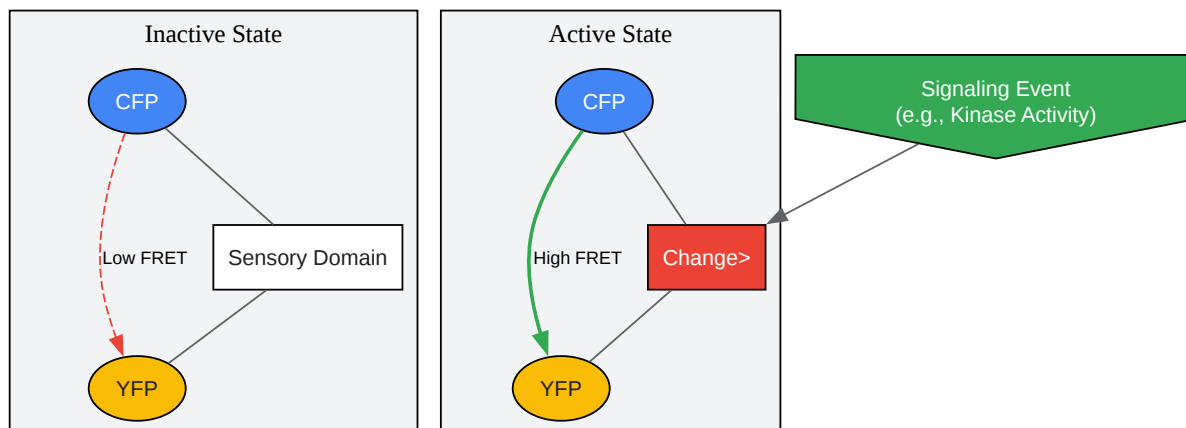 Inactive State
CFP
Low FRET
Sensory Domain
YFP
Active State
CFP
High FRET
Change>
YFP
Signaling Event
(e.g., Kinase Activity)